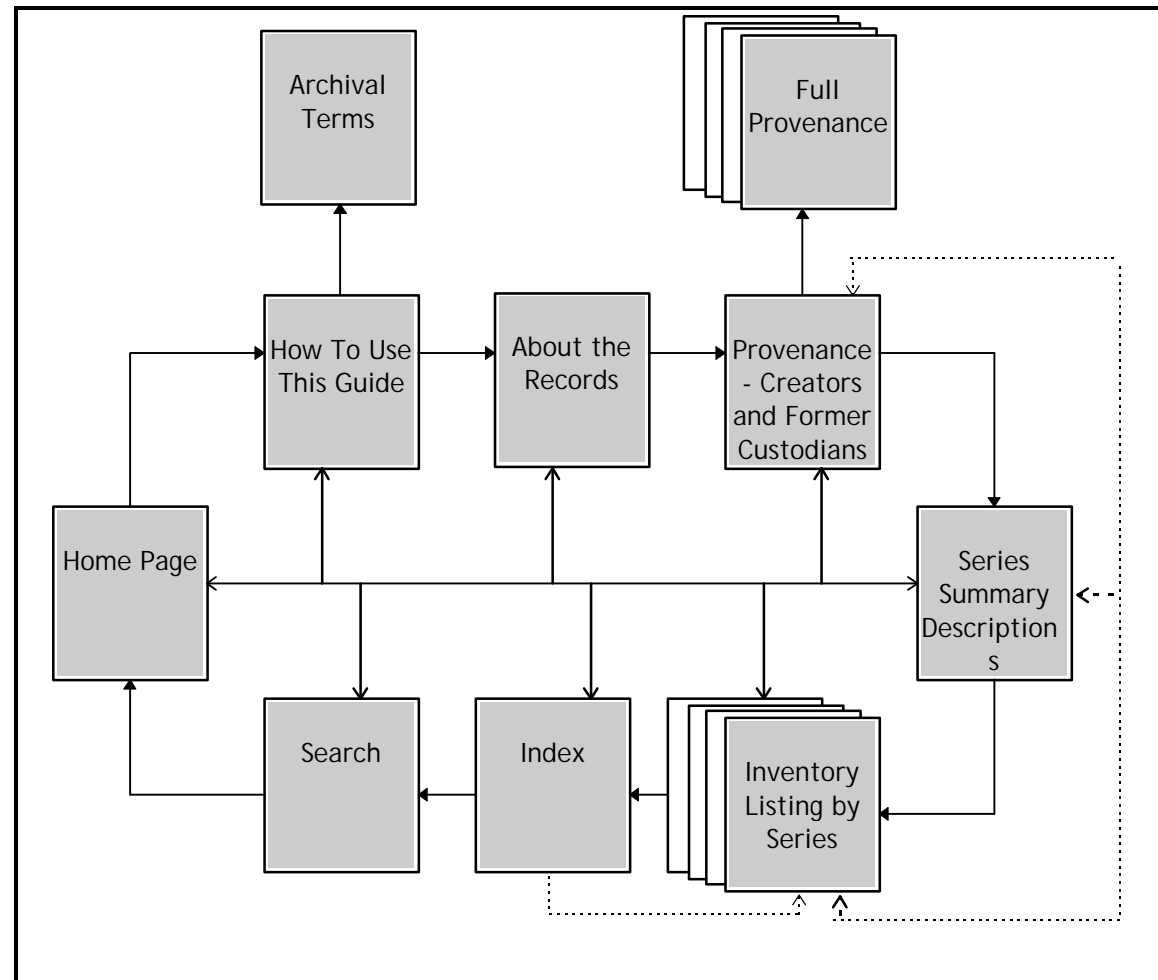 Archival
Terms
Full
Provenance
How To Use
This Guide
About the
Records
Provenance
- Creators
and Former
Custodians
Home Page
Series
Summary
Description
s
Search
Index
Inventory
Listing by
Series